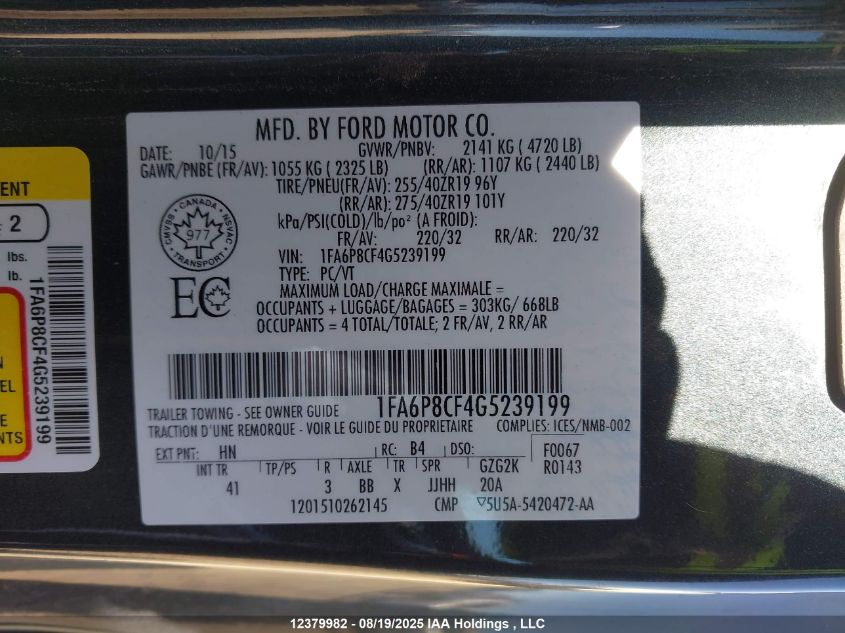 MFD. BY FORD MOTOR CO.
DATE: 10/15 GVWR/PNBV: 2141 KG ( 4720 LB)
GAWR/PNBE (FR/AV): 1055 KG ( 2325 LB) (RR/AR): 1107 KG ( 2440 LB)
TIRE/PNEU(FR/AV): 255/40ZR19 96Y
(RR/AR): 275/40ZR19 101Y
kPa/PSI(COLD)/lb/po² (A FROID):
FR/AV: 220/32 RR/AR: 220/32
VIN: 1FA6P8CF4G5239199
TYPE: PC/VT
MAXIMUM LOAD/CHARGE MAXIMALE =
OCCUPANTS + LUGGAGE/BAGAGES = 303KG/ 668LB
OCCUPANTS = 4 TOTAL/TOTALE; 2 FR/AV, 2 RR/AR
CANADA
CMVSS 977 NSVAC
TRANSPORT
EC
1FA6P8CF4G5239199
TRAILER TOWING - SEE OWNER GUIDE
TRACTION D'UNE REMORQUE - VOIR LE GUIDE DU PROPRIETAIRE COMPLIES: ICES/NMB-002
EXT PNT: HN RC: B4 DSO: F0067
R0143
INT TR TP/PS R AXLE TR SPR GZG2K
41 3 BB X JJHH 20A
1201510262145 CMP ▽5U5A-5420472-AA
ENT
2
lbs.
lb.
1FA6P8CF4G5239199
N
EL
E
NTS
12379982 - 08/19/2025 IAA Holdings , LLC